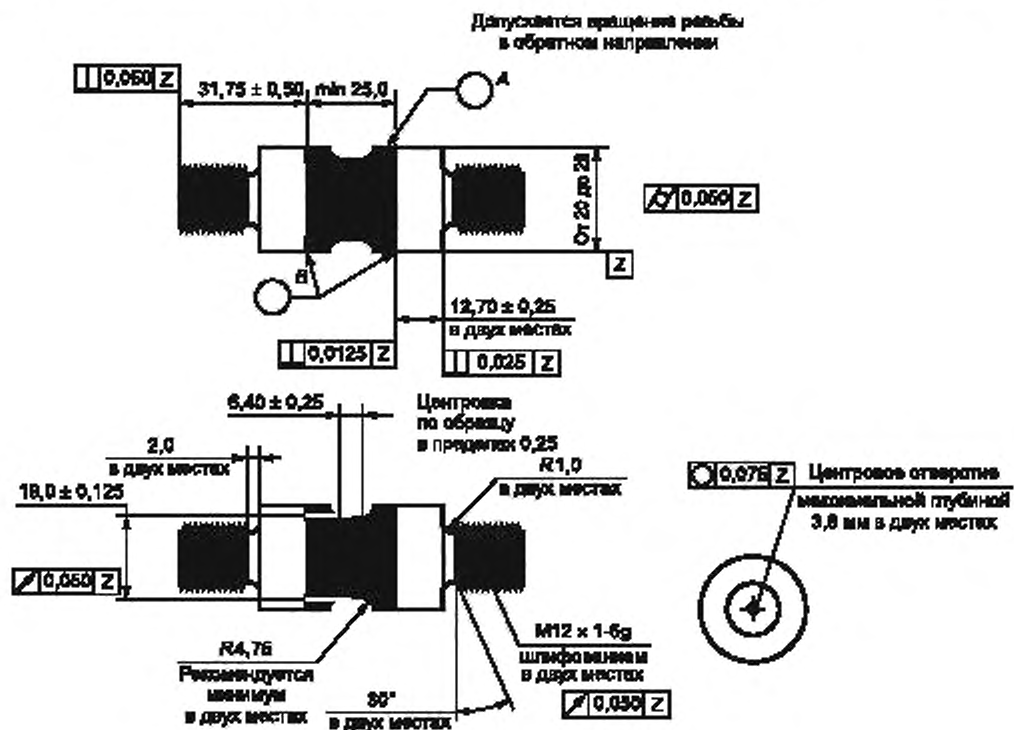 Допускается вращение резьбы
в обратном направлении
0,050 Z
31,75 ± 0,50
min 25,0
A
От 20 до 28
0,050 Z
Z
B
12,70 ± 0,25
в двух местах
0,0125 Z
0,025 Z
6,40 ± 0,25
Центровка
по образцу
в пределах 0,25
2,0
в двух местах
R1,0
в двух местах
0,075 Z
Центровое отверстие
максимальной глубиной
3,8 мм в двух местах
18,0 ± 0,125
0,050 Z
R4,75
Рекомендуется
минимум
в двух местах
30°
в двух местах
M12 × 1-6g
шлифованием
в двух местах
0,050 Z